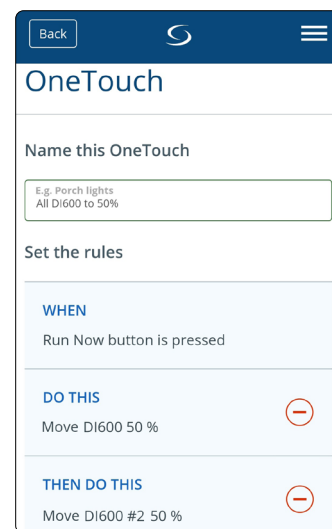 Back
OneTouch
Name this OneTouch
E.g. Porch lights
All DI600 to 50%
Set the rules
WHEN
Run Now button is pressed
DO THIS
Move DI600 50 %
THEN DO THIS
Move DI600 #2 50 %